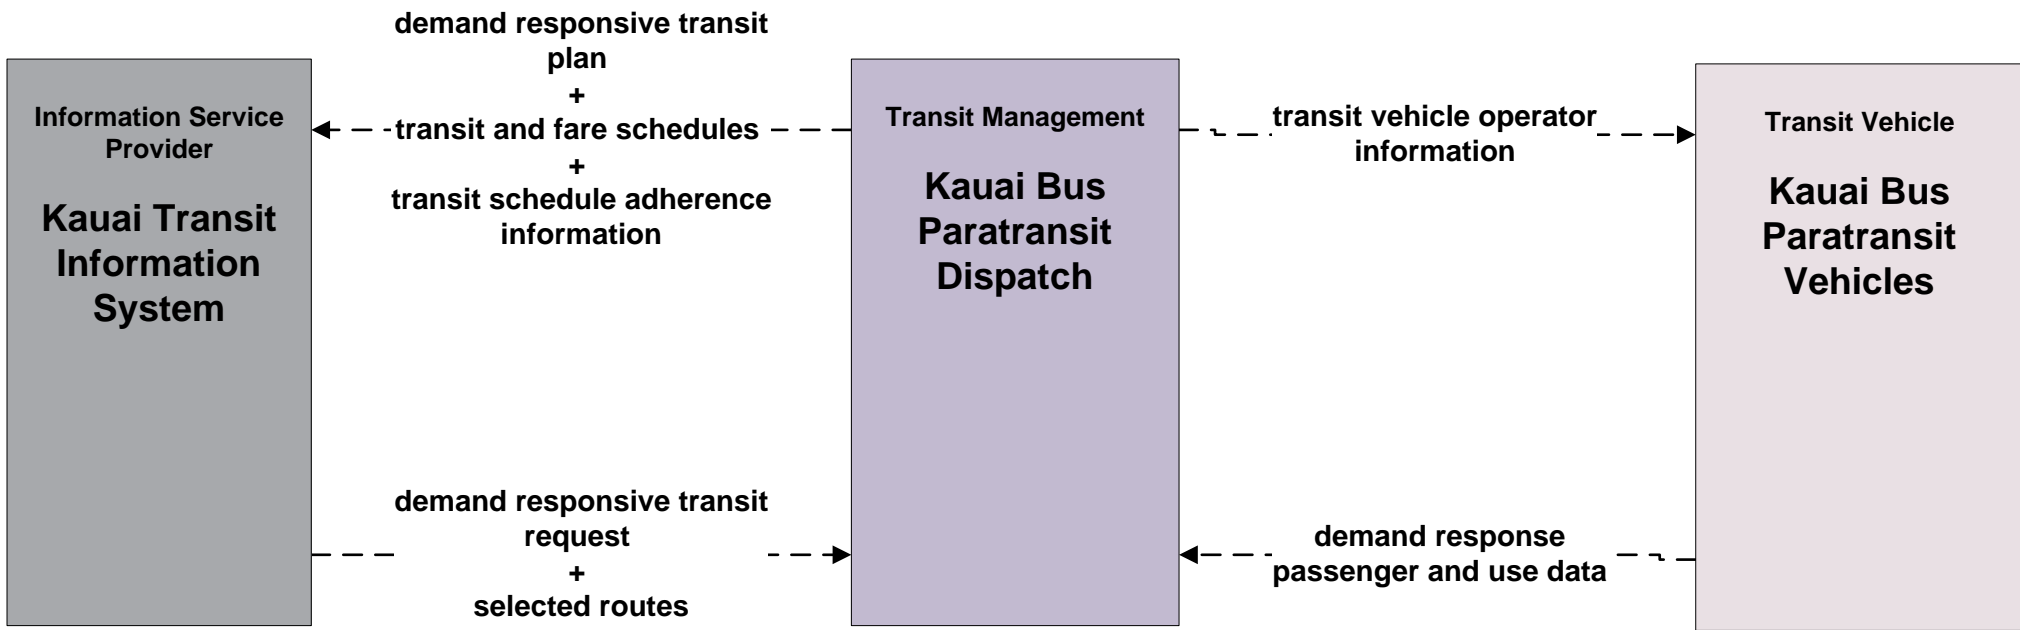 demand responsive transit
plan
+
transit and fare schedules
+
transit schedule adherence
information
Information Service
Provider
Kauai Transit
Information
System
Transit Management
Kauai Bus
Paratransit
Dispatch
transit vehicle operator
information
Transit Vehicle
Kauai Bus
Paratransit
Vehicles
demand responsive transit
request
+
selected routes
demand response
passenger and use data